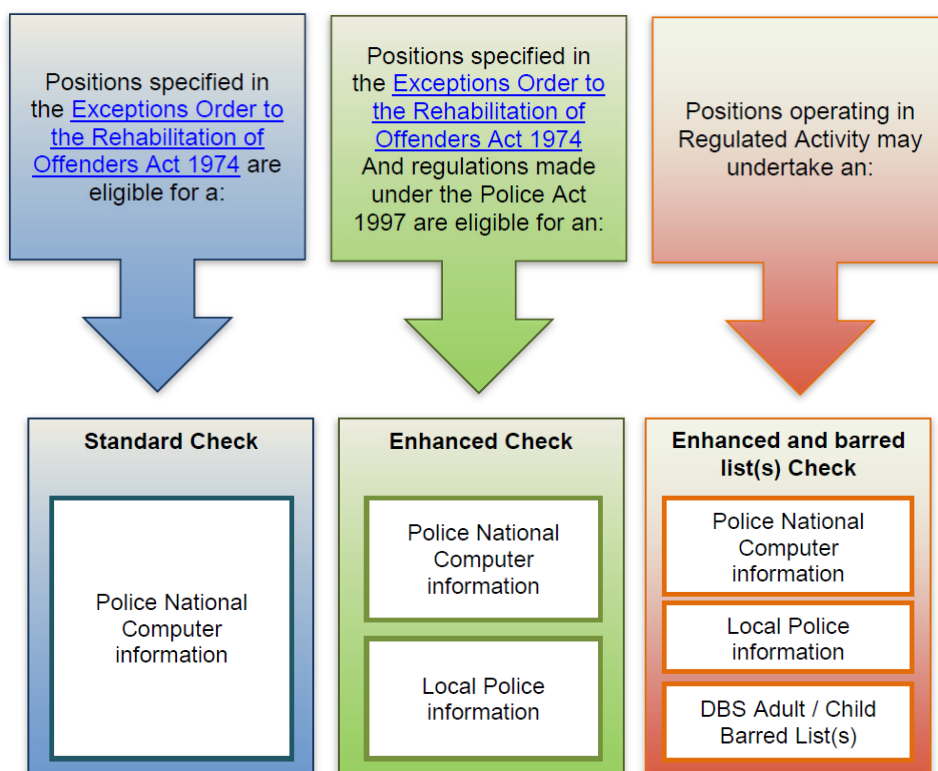 Positions specified in
the Exceptions Order to
the Rehabilitation of
Offenders Act 1974 are
eligible for a:
Positions specified in
the Exceptions Order to
the Rehabilitation of
Offenders Act 1974
And regulations made
under the Police Act
1997 are eligible for an:
Positions operating in
Regulated Activity may
undertake an:
Standard Check
Police National
Computer
information
Enhanced Check
Police National
Computer
information
Local Police
information
Enhanced and barred
list(s) Check
Police National
Computer
information
Local Police
information
DBS Adult / Child
Barred List(s)